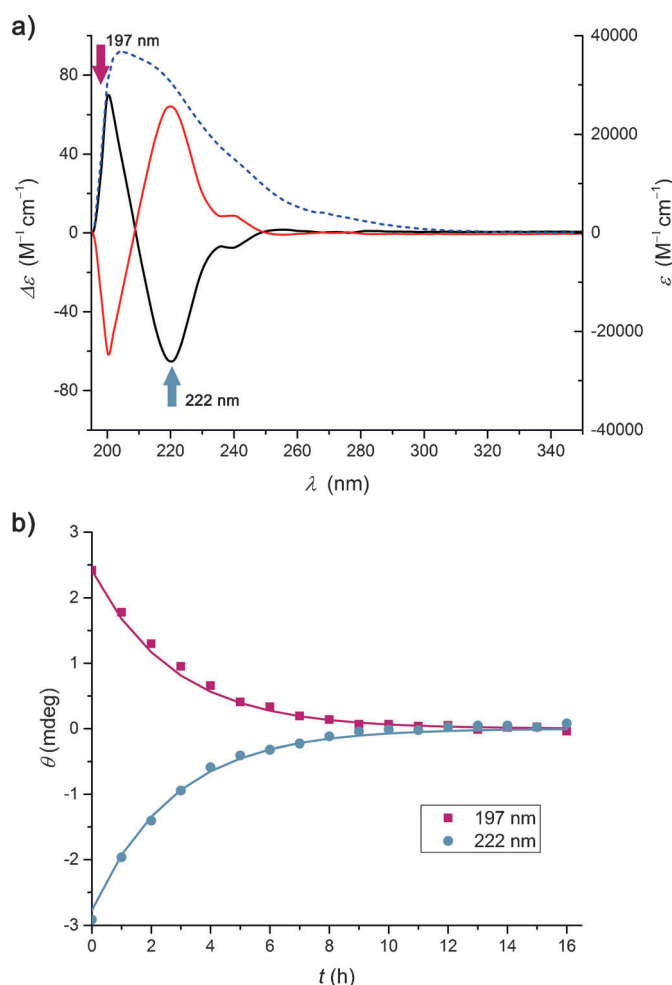 a)
197 nm
80
40
0
-40
-80
Δε (M⁻¹ cm⁻¹)
40000
20000
0
-20000
-40000
ε (M⁻¹ cm⁻¹)
222 nm
200 220 240 260 280 300 320 340
λ (nm)
b)
3
2
1
0
-1
-2
-3
θ (mdeg)
197 nm
222 nm
0 2 4 6 8 10 12 14 16
t (h)